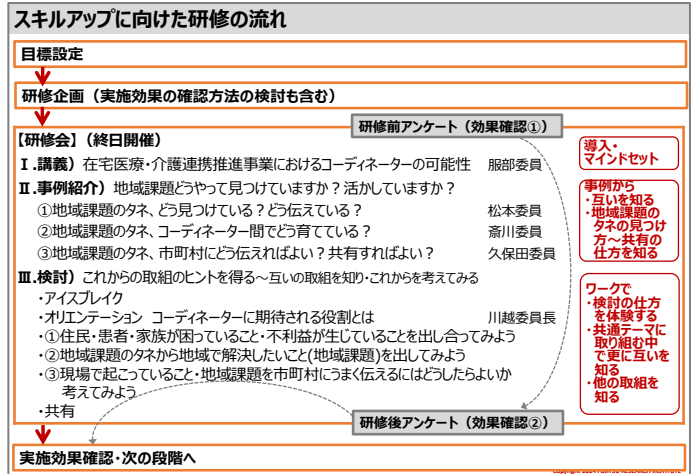 スキルアップに向けた研修の流れ
目標設定
研修企画（実施効果の確認方法の検討も含む）
研修前アンケート（効果確認①）
【研修会】（終日開催）
Ⅰ.講義）在宅医療・介護連携推進事業におけるコーディネーターの可能性　服部委員
導入・
マインドセット
Ⅱ.事例紹介）地域課題どうやって見つけていますか？活かしていますか？
①地域課題のタネ、どう見つけている？どう伝えている？　松本委員
②地域課題のタネ、コーディネーター間でどう育てている？　斎川委員
③地域課題のタネ、市町村にどう伝えればよい？共有すればよい？　久保田委員
事例から
・互いを知る
・地域課題の
タネの見つけ
方～共有の
仕方を知る
Ⅲ.検討）これからの取組のヒントを得る～互いの取組を知り・これからを考えてみる
・アイスブレイク
・オリエンテーション　コーディネーターに期待される役割とは　川越委員長
・①住民・患者・家族が困っていること・不利益が生じていることを出し合ってみよう
・②地域課題のタネから地域で解決したいこと(地域課題)を出してみよう
・③現場で起こっていること・地域課題を市町村にうまく伝えるにはどうしたらよいか
考えてみよう
・共有
ワークで
・検討の仕方
を体験する
・共通テーマに
取り組む中
で更に互いを
知る
・他の取組を
知る
研修後アンケート（効果確認②）
実施効果確認・次の段階へ
Copyright 2024 FUJITSU RESEARCH INSTITUTE